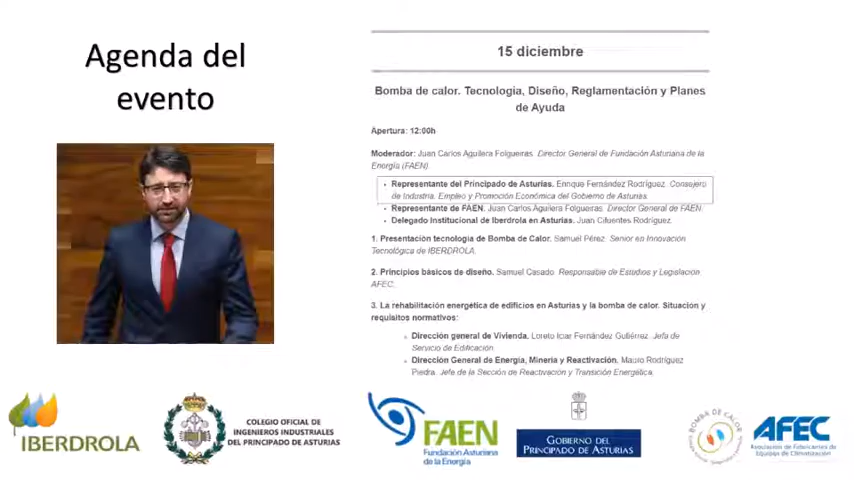 Agenda del
evento
15 diciembre
Bomba de calor. Tecnología, Diseño, Reglamentación y Planes
de Ayuda
Apertura: 12:00h
Moderador: Juan Carlos Aguilera Folgueiras. Director General de Fundación Asturiana de la
Energía (FAEN)
• Representante del Principado de Asturias. Enrique Fernández Rodríguez. Consejero
de Industria, Empleo y Promoción Económica del Gobierno de Asturias.
• Representante de FAEN. Juan Carlos Aguilera Folgueiras. Director General de FAEN.
• Delegado Institucional de Iberdrola en Asturias. Juan Cifuentes Rodríguez.
1. Presentación tecnología de Bomba de Calor. Samuel Pérez. Senior en Innovación
Tecnológica de IBERDROLA.
2. Principios básicos de diseño. Samuel Casado. Responsable de Estudios y Legislación
AFEC.
3. La rehabilitación energética de edificios en Asturias y la bomba de calor. Situación y
requisitos normativos:
Dirección general de Vivienda, Loreto Icíar Fernández Gutiérrez. Jefa de
Servicio de Edificación.
Dirección General de Energía, Minería y Reactivación, Mauro Rodríguez
Piedra. Jefe de la Sección de Reactivación y Transición Energética.
IBERDROLA
COLEGIO OFICIAL DE
INGENIEROS INDUSTRIALES
DEL PRINCIPADO DE ASTURIAS
FAEN
Fundación Asturiana
de la Energía
GOBIERNO DEL
PRINCIPADO DE ASTURIAS
BOMBA DE CALOR
AFEC
Asociación de Fabricantes de
Equipos de Climatización